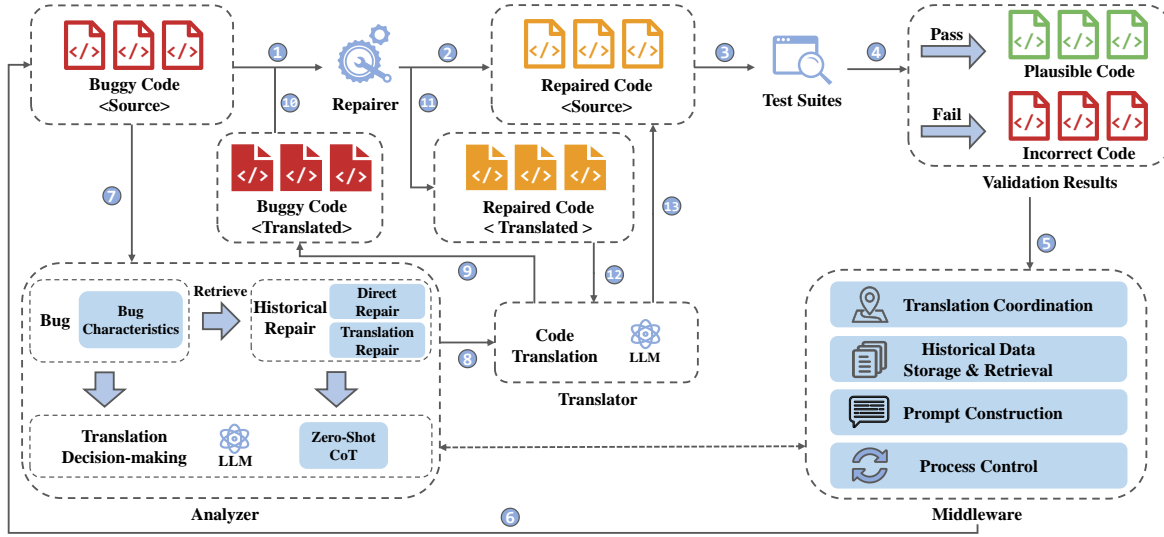 </>
</>
</>
Buggy Code
<Source>
1
Repairer
2
</>
</>
</>
Repaired Code
<Source>
3
Test Suites
4
Pass
</>
</>
</>
Plausible Code
Fail
</>
</>
</>
Incorrect Code
Validation Results
10
11
7
</>
</>
</>
Buggy Code
<Translated>
</>
</>
</>
Repaired Code
< Translated >
13
5
9
12
Bug
Bug
Characteristics
Retrieve
Historical
Repair
Direct
Repair
Translation
Repair
8
Code
Translation
LLM
Translator
Translation
Decision-making
LLM
Zero-Shot
CoT
Analyzer
Translation Coordination
Historical Data
Storage & Retrieval
Prompt Construction
Process Control
Middleware
6